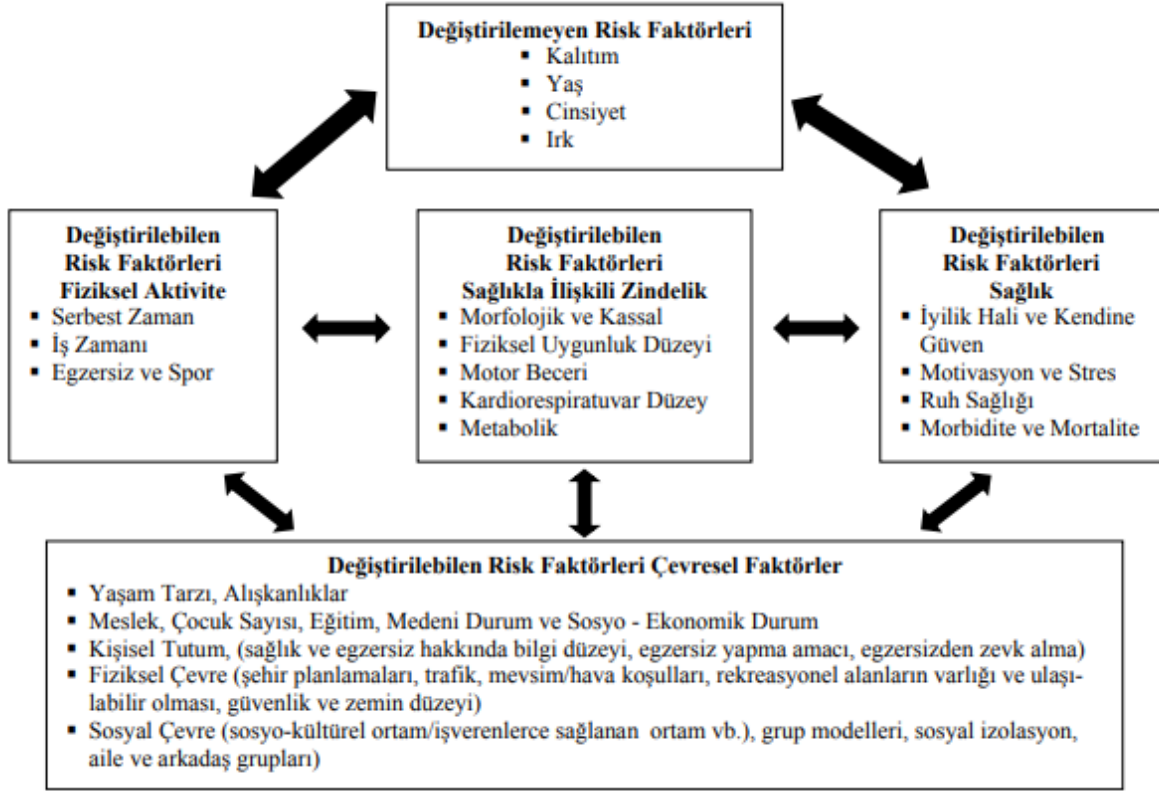 Değiştirilemeyen Risk Faktörleri
▪ Kalıtım
▪ Yaş
▪ Cinsiyet
▪ Irk
Değiştirilebilen
Risk Faktörleri
Fiziksel Aktivite
▪ Serbest Zaman
▪ İş Zamanı
▪ Egzersiz ve Spor
Değiştirilebilen
Risk Faktörleri
Sağlıkla İlişkili Zindelik
▪ Morfolojik ve Kassal
▪ Fiziksel Uygunluk Düzeyi
▪ Motor Beceri
▪ Kardiorespiratuvar Düzey
▪ Metabolik
Değiştirilebilen
Risk Faktörleri
Sağlık
▪ İyilik Hali ve Kendine
Güven
▪ Motivasyon ve Stres
▪ Ruh Sağlığı
▪ Morbidite ve Mortalite
Değiştirilebilen Risk Faktörleri Çevresel Faktörler
▪ Yaşam Tarzı, Alışkanlıklar
▪ Meslek, Çocuk Sayısı, Eğitim, Medeni Durum ve Sosyo - Ekonomik Durum
▪ Kişisel Tutum, (sağlık ve egzersiz hakkında bilgi düzeyi, egzersiz yapma amacı, egzersizden zevk alma)
▪ Fiziksel Çevre (şehir planlamaları, trafik, mevsim/hava koşulları, rekreasyonel alanların varlığı ve ulaşı-
labilir olması, güvenlik ve zemin düzeyi)
▪ Sosyal Çevre (sosyo-kültürel ortam/işverenlerce sağlanan ortam vb.), grup modelleri, sosyal izolasyon,
aile ve arkadaş grupları)